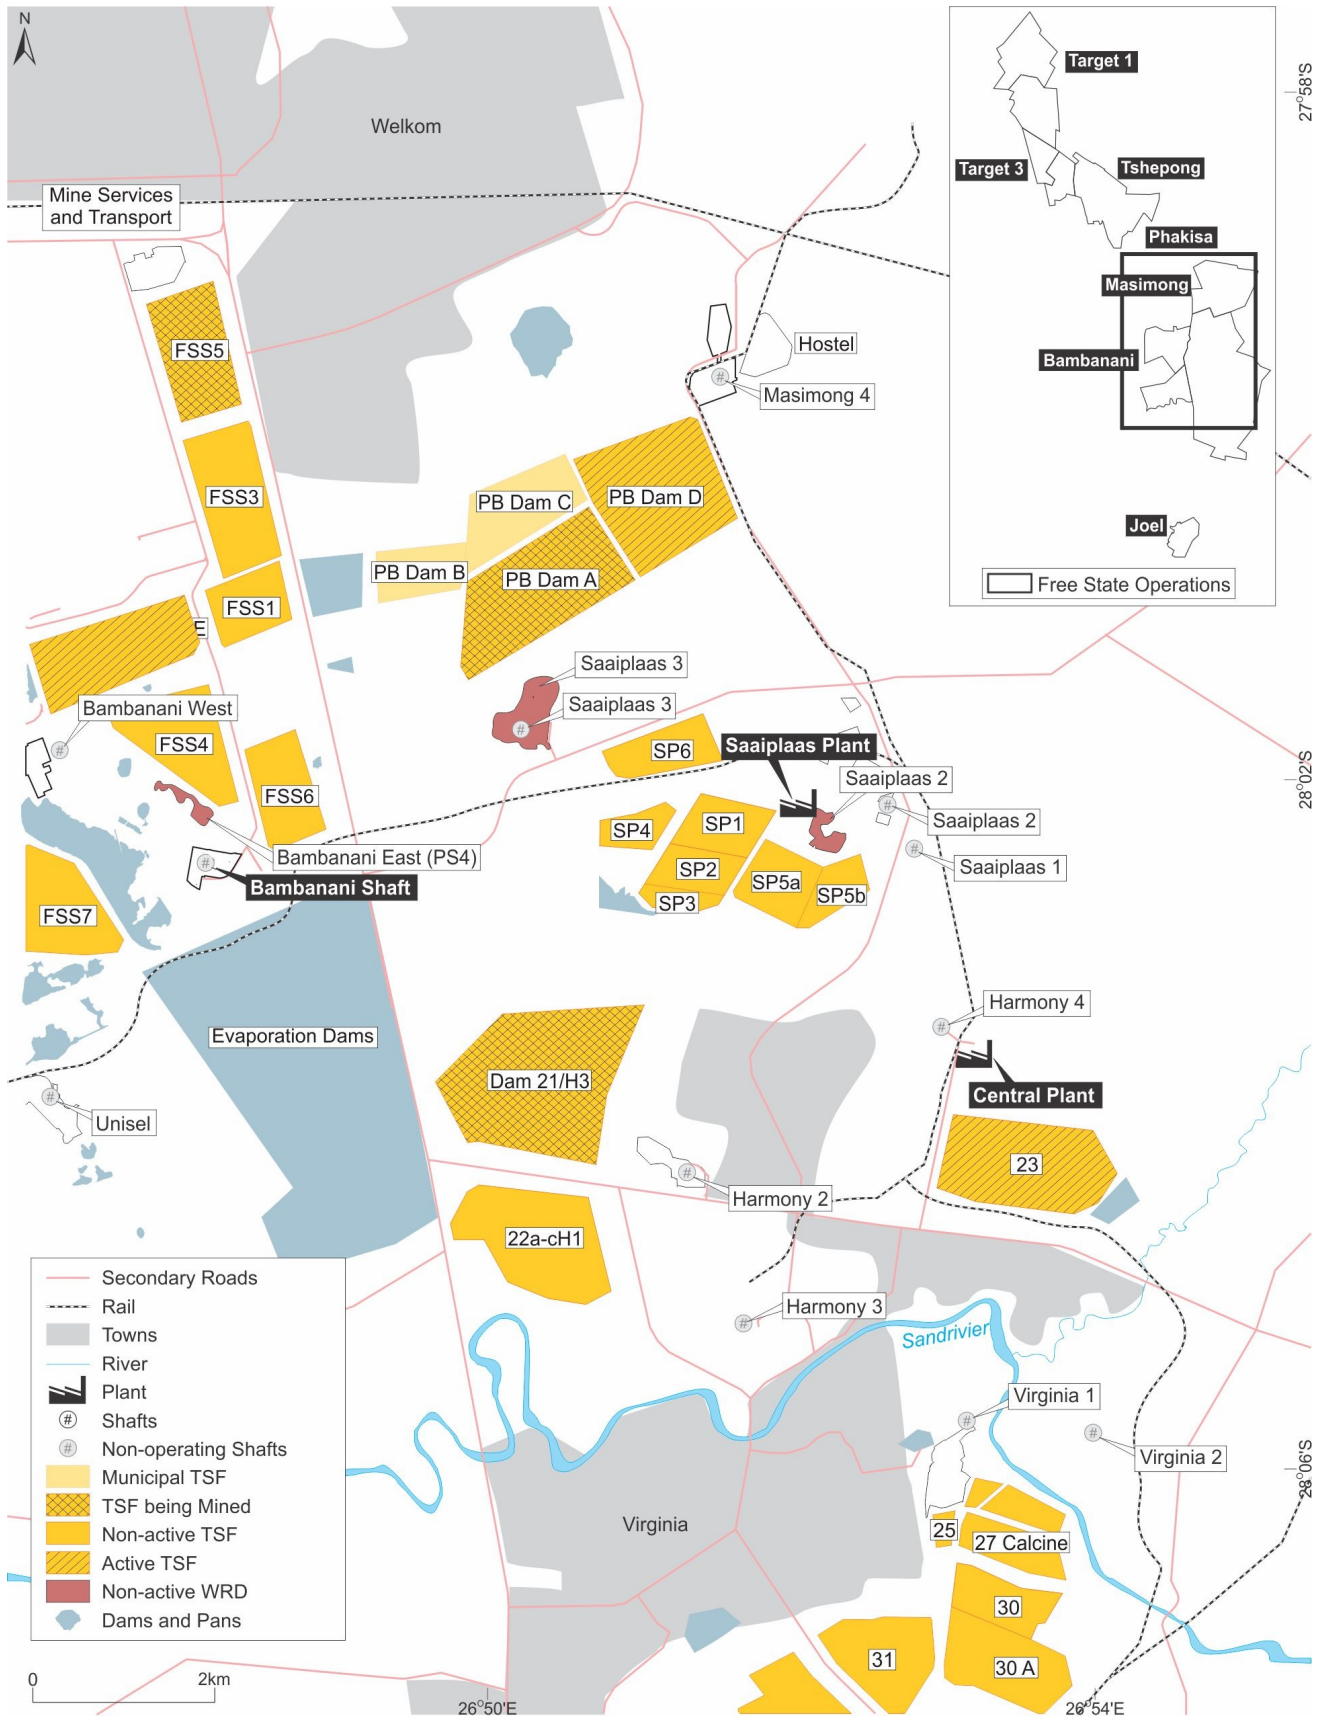 N
Welkom
Mine Services
and Transport
Target 1
Target 3
Tshepong
Phakisa
Masimong
Bambanani
Joel
Free State Operations
27°58'S
FSS5
Hostel
#
Masimong 4
FSS3
PB Dam C
PB Dam D
PB Dam B
PB Dam A
FSS1
E
Saaiplaas 3
#
Saaiplaas 3
Bambanani West
#
FSS4
SP6
Saaiplaas Plant
Saaiplaas 2
28°02'S
FSS6
#
Saaiplaas 2
SP4
SP1
#
Saaiplaas 1
SP2
SP5a
SP5b
SP3
Bambanani East (PS4)
#
Bambanani Shaft
FSS7
Evaporation Dams
Harmony 4
#
Dam 21/H3
Central Plant
#
Unisel
23
#
Harmony 2
22a-cH1
Harmony 3
#
Sandrivier
Virginia 1
#
#
Virginia 2
28°06'S
Virginia
25
27 Calcine
30
31
30 A
Secondary Roads
Rail
Towns
River
Plant
# Shafts
# Non-operating Shafts
Municipal TSF
TSF being Mined
Non-active TSF
Active TSF
Non-active WRD
Dams and Pans
0 2km
26°50'E
26°54'E